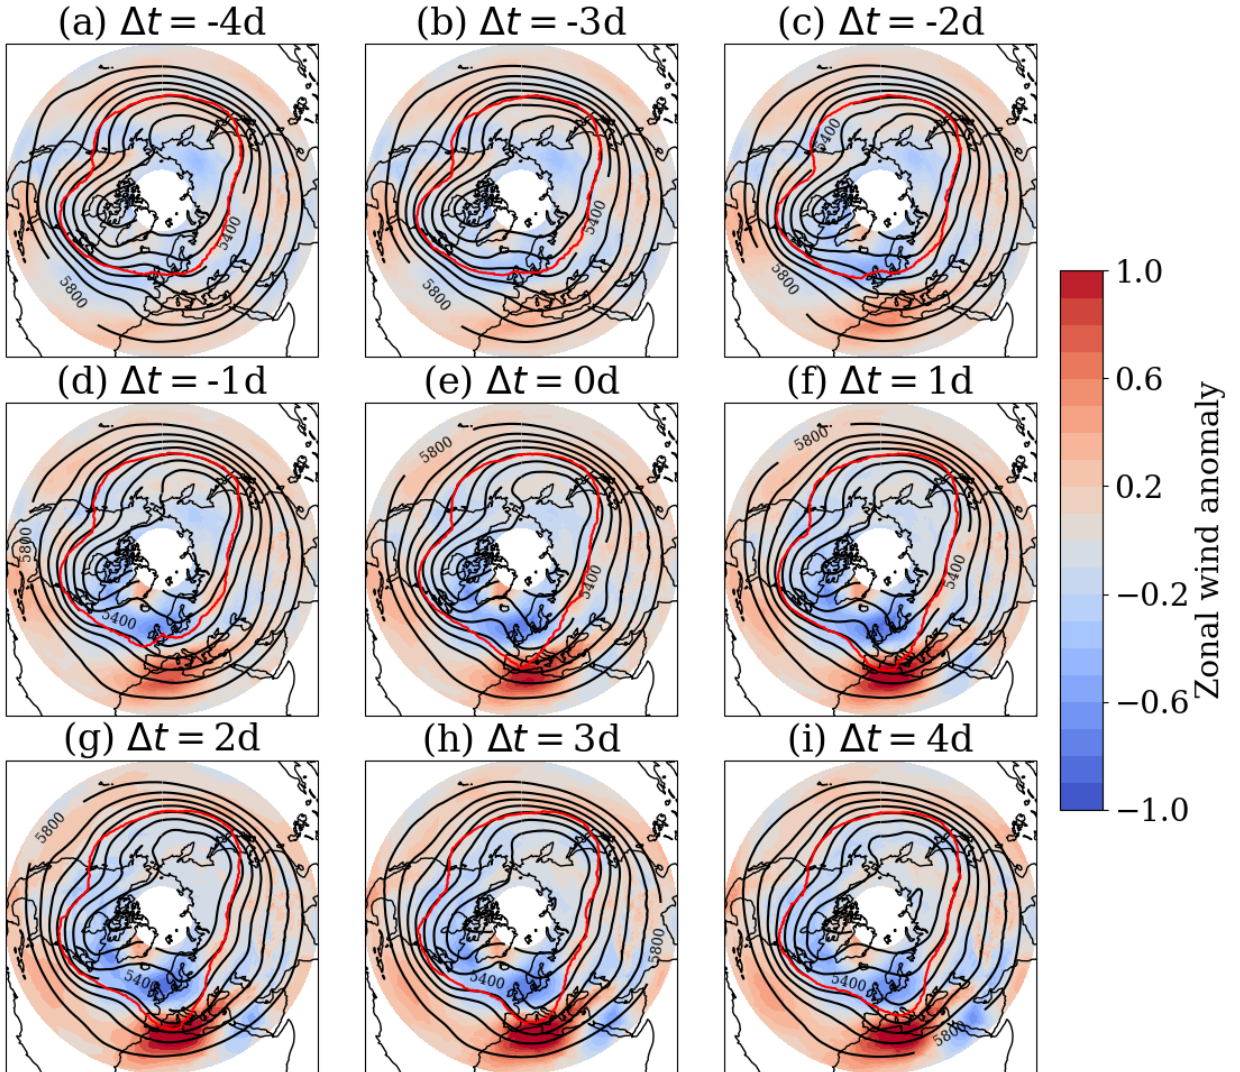 (a) Δt = -4d
(b) Δt = -3d
(c) Δt = -2d
5400
5800
5400
5800
5400
5800
(d) Δt = -1d
(e) Δt = 0d
(f) Δt = 1d
5800
5400
5800
5400
5800
5400
(g) Δt = 2d
(h) Δt = 3d
(i) Δt = 4d
5800
5400
5800
5400
5400
5800
1.0
0.6
0.2
−0.2
−0.6
−1.0
Zonal wind anomaly